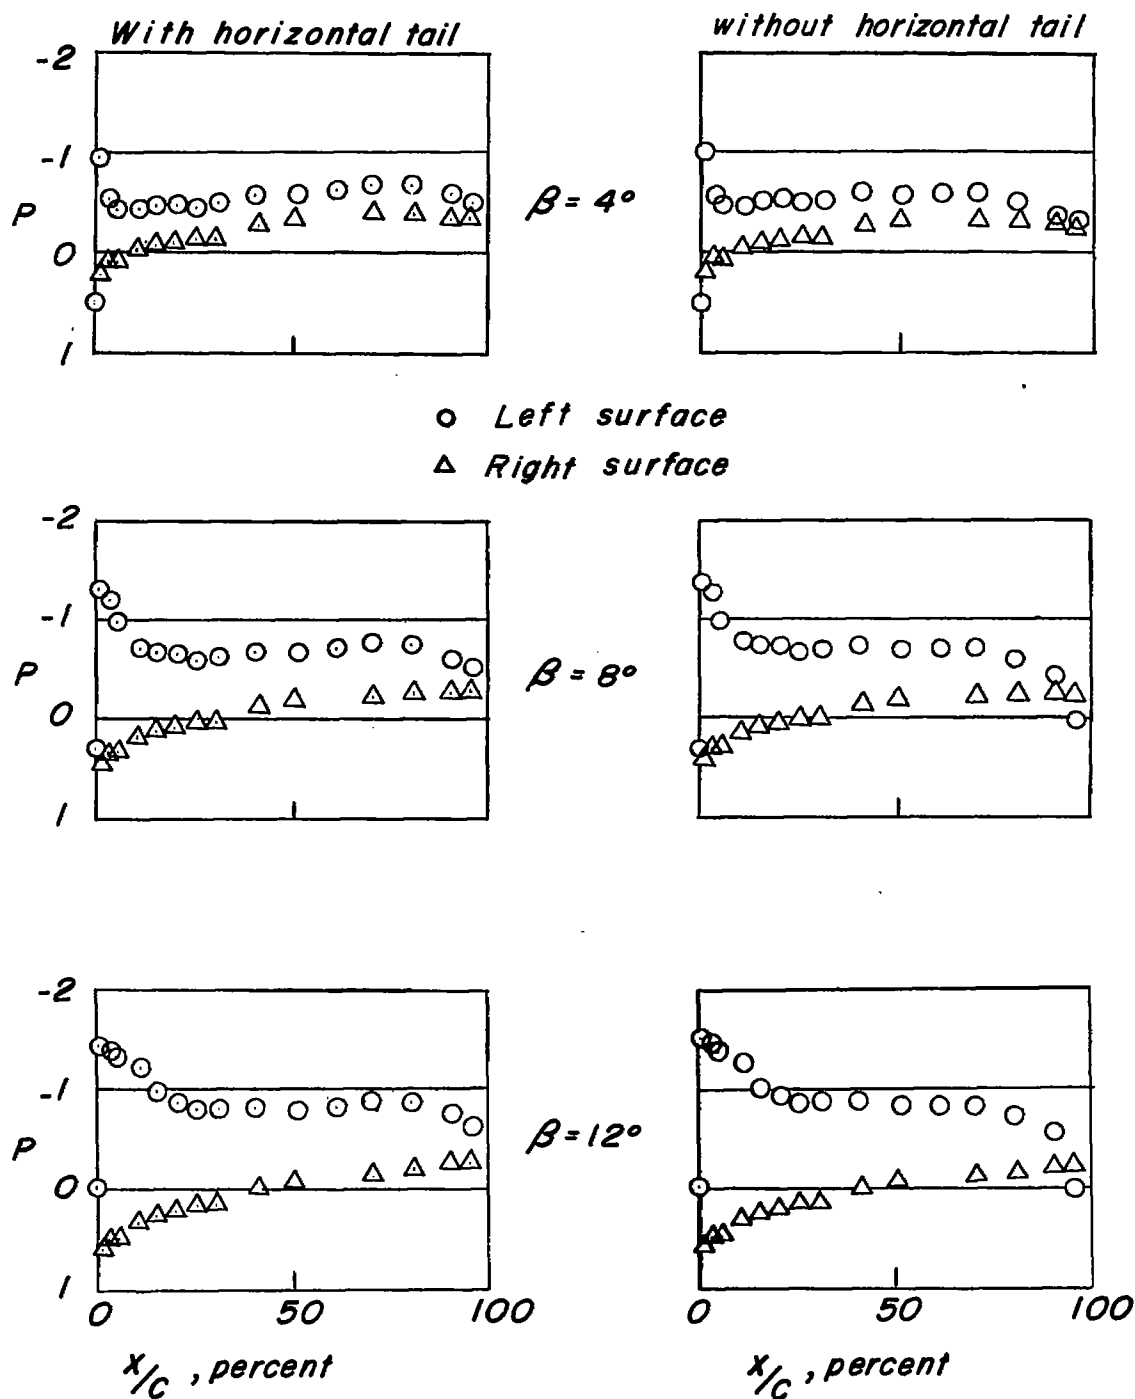 With horizontal tail
without horizontal tail
-2
-1
P
0
1
β = 4°
Left surface
Right surface
-2
-1
P
0
1
β = 8°
-2
-1
P
0
1
β = 12°
0 50 100
0 50 100
x/c, percent
x/c, percent